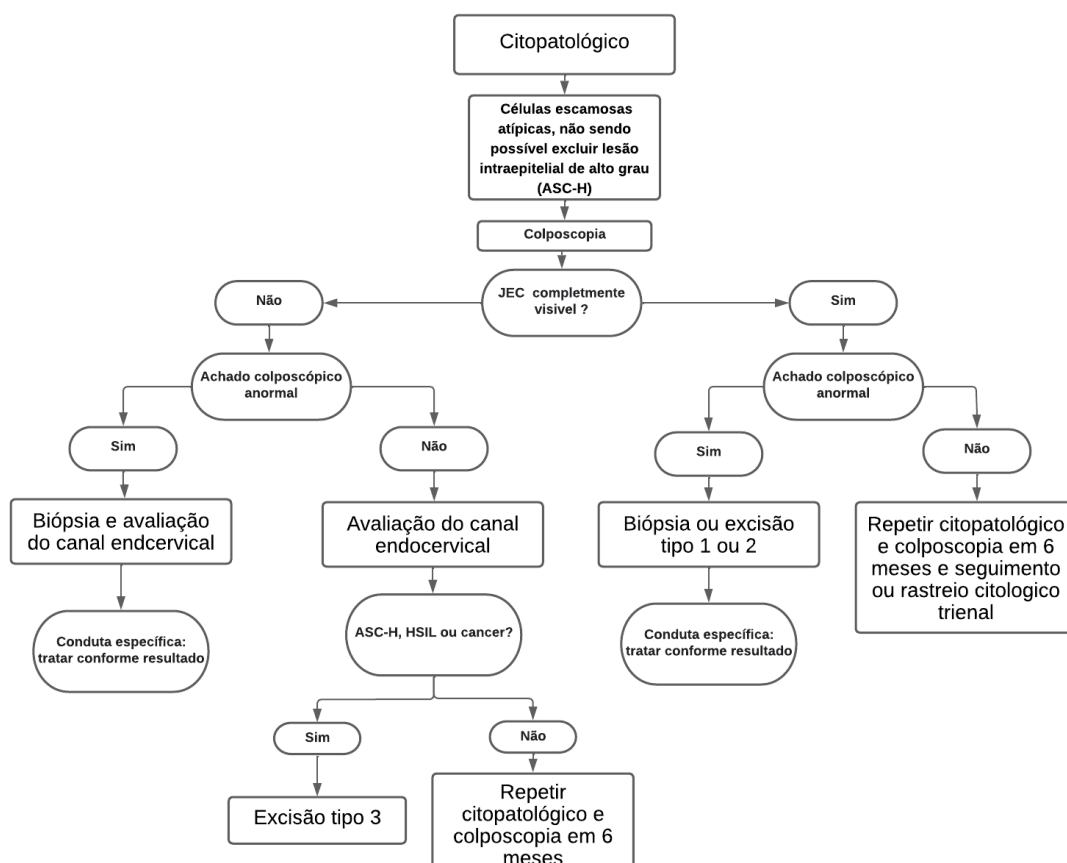 Citopatológico
Células escamosas
atípicas, não sendo
possível excluir lesão
intraepitelial de alto grau
(ASC-H)
Colposcopia
JEC completmente
visivel ?
Não
Sim
Achado colposcópico
anormal
Achado colposcópico
anormal
Sim
Não
Sim
Não
Biópsia e avaliação
do canal endcervical
Avaliação do canal
endocervical
Biópsia ou excisão
tipo 1 ou 2
Repetir citopatológico
e colposcopia em 6
meses e seguimento
ou rastreio citologico
trienal
Conduta específica:
tratar conforme resultado
ASC-H, HSIL ou cancer?
Conduta específica:
tratar conforme resultado
Sim
Não
Excisão tipo 3
Repetir
citopatológico e
colposcopia em 6
meses